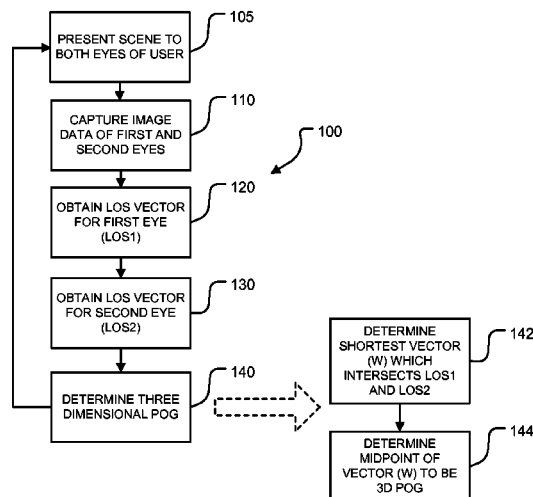 105
PRESENT SCENE TO
BOTH EYES OF USER
110
CAPTURE IMAGE
DATA OF FIRST AND
SECOND EYES
100
120
OBTAIN LOS VECTOR
FOR FIRST EYE
(LOS1)
130
OBTAIN LOS VECTOR
FOR SECOND EYE
(LOS2)
140
DETERMINE THREE
DIMENSIONAL POG
142
DETERMINE
SHORTEST VECTOR
(W) WHICH
INTERSECTS LOS1
AND LOS2
144
DETERMINE
MIDPOINT OF
VECTOR (W) TO BE
3D POG